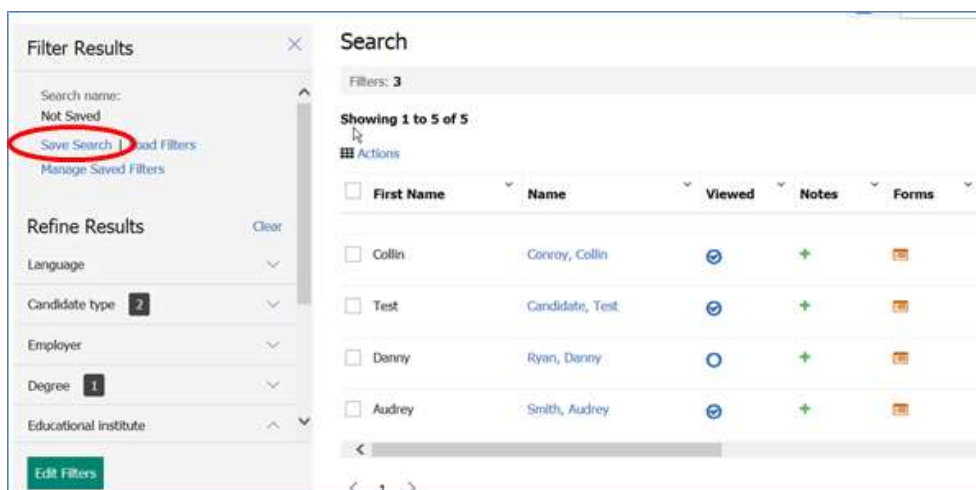 Filter Results
Search name:
Not Saved
Save Search | Load Filters
Manage Saved Filters
Refine Results Clear
Language
Candidate type 2
Employer
Degree 1
Educational institute
Edit Filters
Search
Filters: 3
Showing 1 to 5 of 5
Actions
First Name Name Viewed Notes Forms
Collin Conroy, Collin
Test Candidate, Test
Danny Ryan, Danny
Audrey Smith, Audrey
1